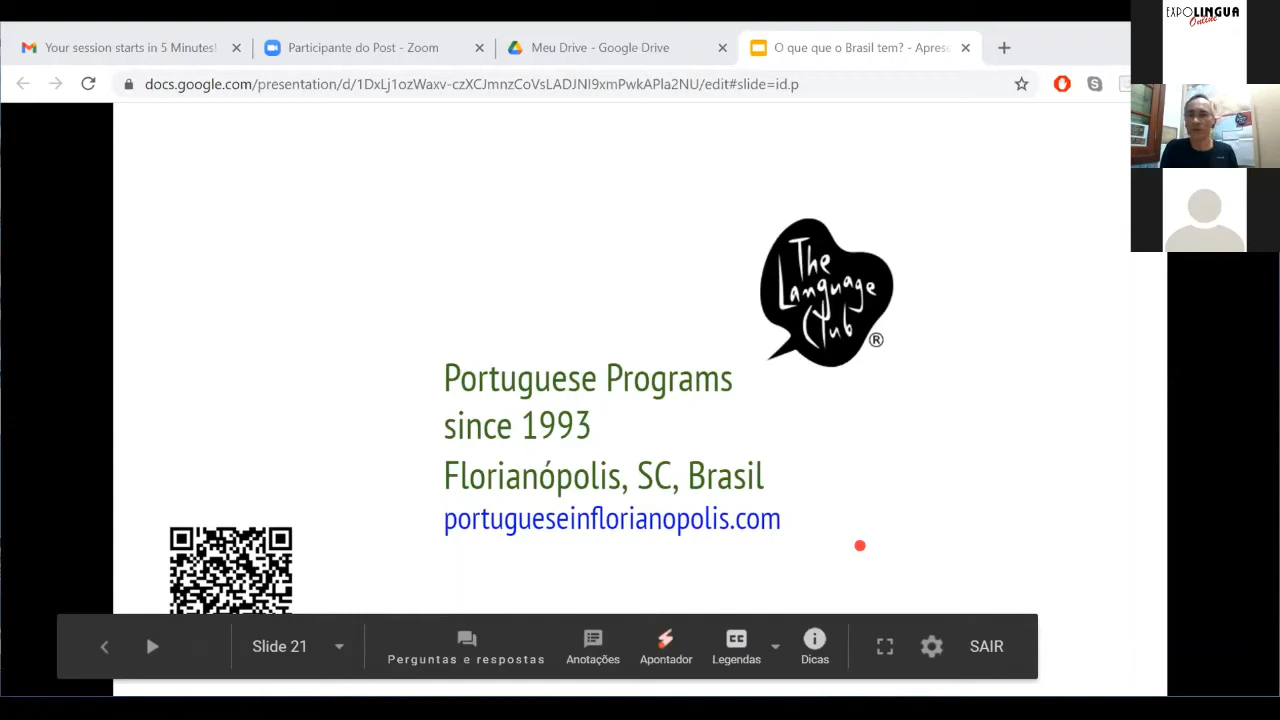 EXPOLINGUA
Online
Your session starts in 5 Minutes!
Participante do Post - Zoom
Meu Drive - Google Drive
O que que o Brasil tem? - Aprese
docs.google.com/presentation/d/1DxLj1ozWaxv-czXCJmnzCoVsLADJNI9xmPwkAPla2NU/edit#slide=id.p
The
Language
Club
®
Portuguese Programs
since 1993
Florianópolis, SC, Brasil
portugueseinflorianopolis.com
Slide 21
Perguntas e respostas
Anotações
Apontador
CC
Legendas
Dicas
SAIR